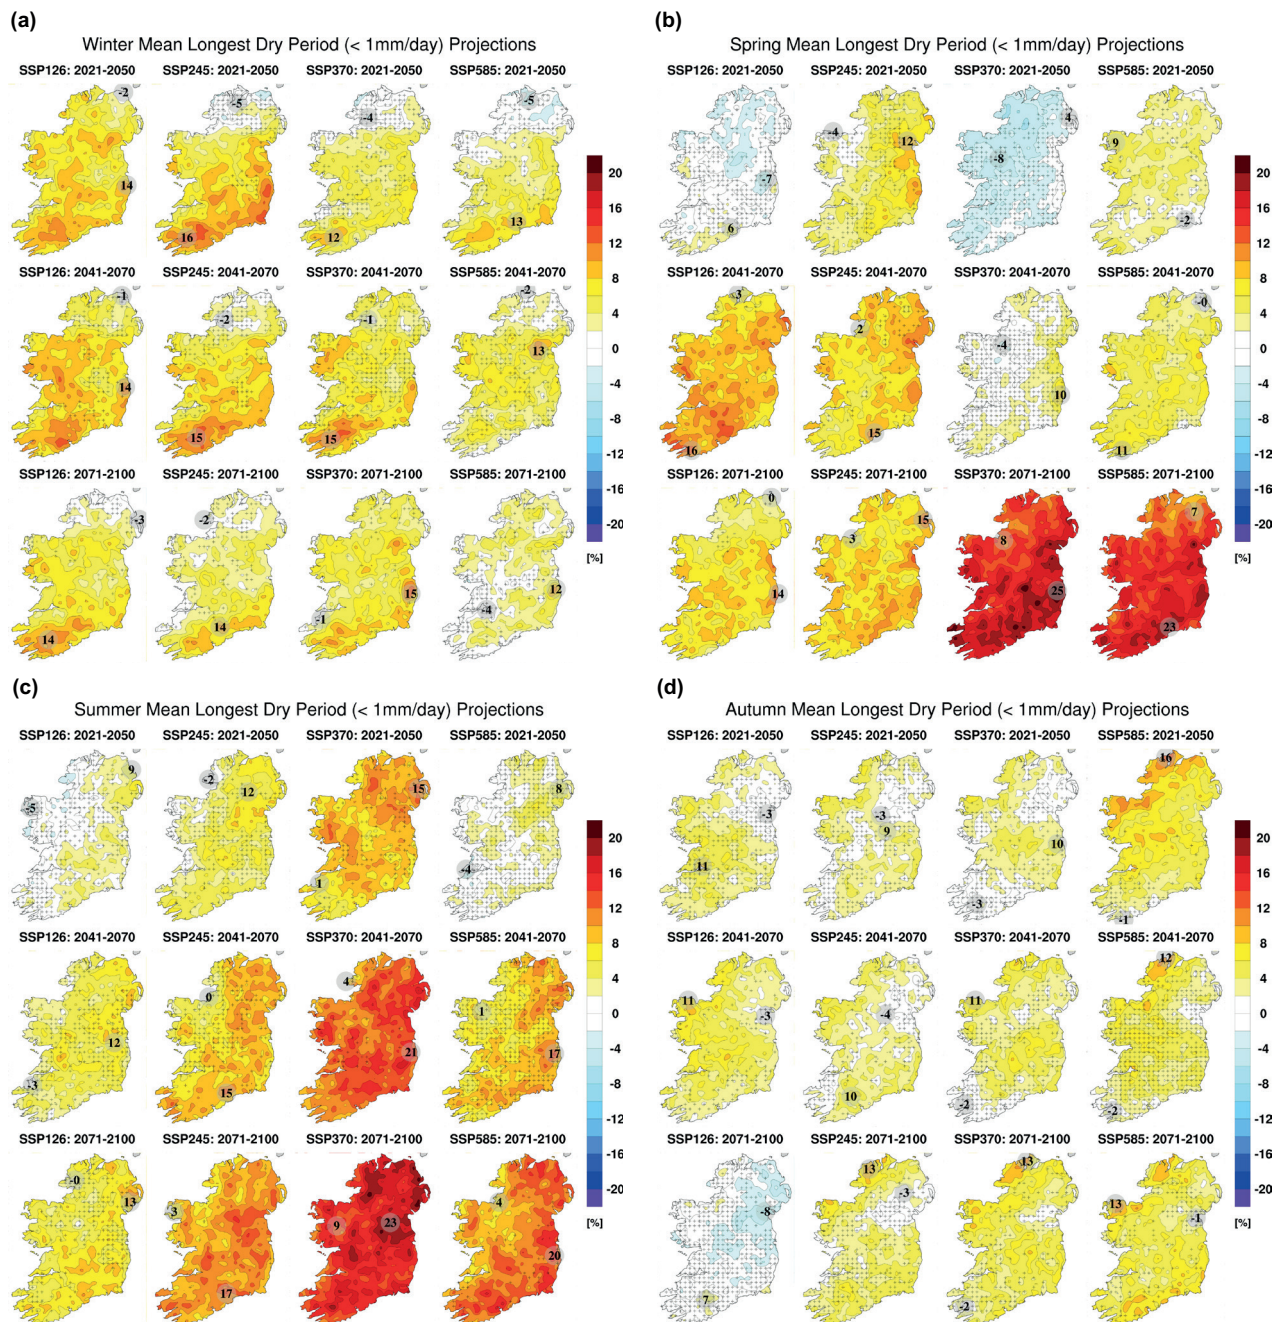 (a)
Winter Mean Longest Dry Period (< 1mm/day) Projections
SSP126: 2021-2050 SSP245: 2021-2050 SSP370: 2021-2050 SSP585: 2021-2050
-2 -5 -4 -5
14 16 12 13
SSP126: 2041-2070 SSP245: 2041-2070 SSP370: 2041-2070 SSP585: 2041-2070
-1 -2 -1 -2
14 15 15 13
SSP126: 2071-2100 SSP245: 2071-2100 SSP370: 2071-2100 SSP585: 2071-2100
-3 -2 -1 -4
14 14 15 12
20
16
12
8
4
0
-4
-8
-12
-16
-20
[%]
(b)
Spring Mean Longest Dry Period (< 1mm/day) Projections
SSP126: 2021-2050 SSP245: 2021-2050 SSP370: 2021-2050 SSP585: 2021-2050
-7 -4 -8 -2
6 12 4 9
SSP126: 2041-2070 SSP245: 2041-2070 SSP370: 2041-2070 SSP585: 2041-2070
3 2 -4 -0
16 15 10 11
SSP126: 2071-2100 SSP245: 2071-2100 SSP370: 2071-2100 SSP585: 2071-2100
0 3 8 7
14 15 25 23
20
16
12
8
4
0
-4
-8
-12
-16
-20
[%]
(c)
Summer Mean Longest Dry Period (< 1mm/day) Projections
SSP126: 2021-2050 SSP245: 2021-2050 SSP370: 2021-2050 SSP585: 2021-2050
-5 -2 1 -4
9 12 15 8
SSP126: 2041-2070 SSP245: 2041-2070 SSP370: 2041-2070 SSP585: 2041-2070
-3 0 4 1
12 15 21 17
SSP126: 2071-2100 SSP245: 2071-2100 SSP370: 2071-2100 SSP585: 2071-2100
-0 3 9 4
13 17 23 20
20
16
12
8
4
0
-4
-8
-12
-16
-20
[%]
(d)
Autumn Mean Longest Dry Period (< 1mm/day) Projections
SSP126: 2021-2050 SSP245: 2021-2050 SSP370: 2021-2050 SSP585: 2021-2050
-3 -3 -3 -1
11 9 10 16
SSP126: 2041-2070 SSP245: 2041-2070 SSP370: 2041-2070 SSP585: 2041-2070
-3 -4 -2 -2
11 10 11 12
SSP126: 2071-2100 SSP245: 2071-2100 SSP370: 2071-2100 SSP585: 2071-2100
-8 -3 -2 -1
7 13 13 13
20
16
12
8
4
0
-4
-8
-12
-16
-20
[%]